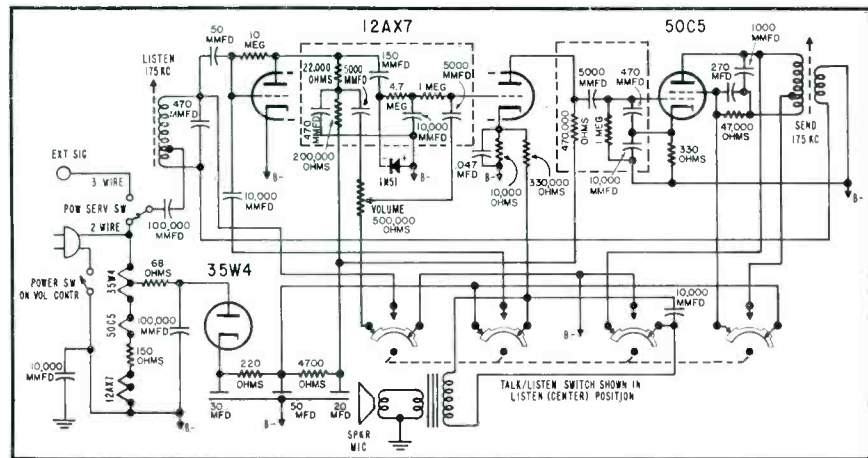 12AX7
50C5
50
MMFD
10
MEG
LISTEN
175 KC
470
MMFD
EXT SIG
3 WIRE
POW SERV SW
2 WIRE
100,000
MMFD
10,000
MMFD
B-
22,000
OHMS
5000
MMFD
150
MMFD
4.7
MEG
1 MEG
5000
MMFD
470
MMFD
200,000
OHMS
10,000
MMFD
1N51
B-
VOLUME
500,000
OHMS
.047
MFD
B-
10,000
OHMS
330,000
OHMS
470,000
OHMS
5000
MMFD
470
MMFD
1 MEG
10,000
MMFD
330
OHMS
1000
MMFD
270
MMFD
47,000
OHMS
SEND
175 KC
B-
POWER SW
ON VOL CONTR
68
OHMS
35W4
35W4
50C5
150
OHMS
12AX7
100,000
MMFD
10,000
MMFD
B-
220
OHMS
4700
OHMS
30
MFD
50
MFD
20
MFD
B-
SPKR
MIC
B-
10,000
MMFD
TALK/LISTEN SWITCH SHOWN IN
LISTEN (CENTER) POSITION